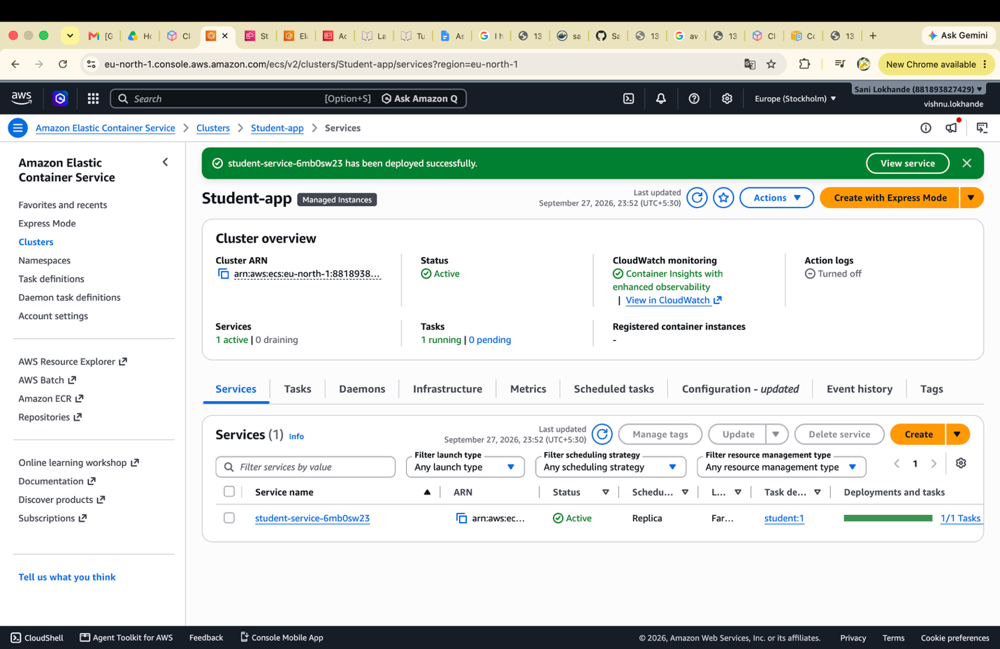 [G
Hc
Cl
St
El
Ac
La
Tu
As
I h
13
sa
Sa
13
av
13
Cl
Cc
13
Ask Gemini
eu-north-1.console.aws.amazon.com/ecs/v2/clusters/Student-app/services?region=eu-north-1
New Chrome available
aws
Search
[Option+S]
Ask Amazon Q
Europe (Stockholm)
Sani Lokhande (881893827429)
vishnu.lokhande
Amazon Elastic Container Service
Clusters
Student-app
Services
Amazon Elastic
Container Service
Favorites and recents
Express Mode
Clusters
Namespaces
Task definitions
Daemon task definitions
Account settings
AWS Resource Explorer
AWS Batch
Amazon ECR
Repositories
Online learning workshop
Documentation
Discover products
Subscriptions
Tell us what you think
student-service-6mb0sw23 has been deployed successfully.
View service
Student-app
Managed Instances
Last updated
September 27, 2026, 23:52 (UTC+5:30)
Actions
Create with Express Mode
Cluster overview
Cluster ARN
arn:aws:ecs:eu-north-1:8818938...
Status
Active
CloudWatch monitoring
Container Insights with
enhanced observability
| View in CloudWatch
Action logs
Turned off
Services
1 active | 0 draining
Tasks
1 running | 0 pending
Registered container instances
-
Services
Tasks
Daemons
Infrastructure
Metrics
Scheduled tasks
Configuration - updated
Event history
Tags
Services (1) Info
Last updated
September 27, 2026, 23:52 (UTC+5:30)
Manage tags
Update
Delete service
Create
Filter services by value
Filter launch type
Any launch type
Filter scheduling strategy
Any scheduling strategy
Filter resource management type
Any resource management type
1
Service name
ARN
Status
Schedu...
L...
Task de...
Deployments and tasks
student-service-6mb0sw23
arn:aws:ec...
Active
Replica
Far...
student:1
1/1 Tasks
CloudShell
Agent Toolkit for AWS
Feedback
Console Mobile App
© 2026, Amazon Web Services, Inc. or its affiliates.
Privacy
Terms
Cookie preferences